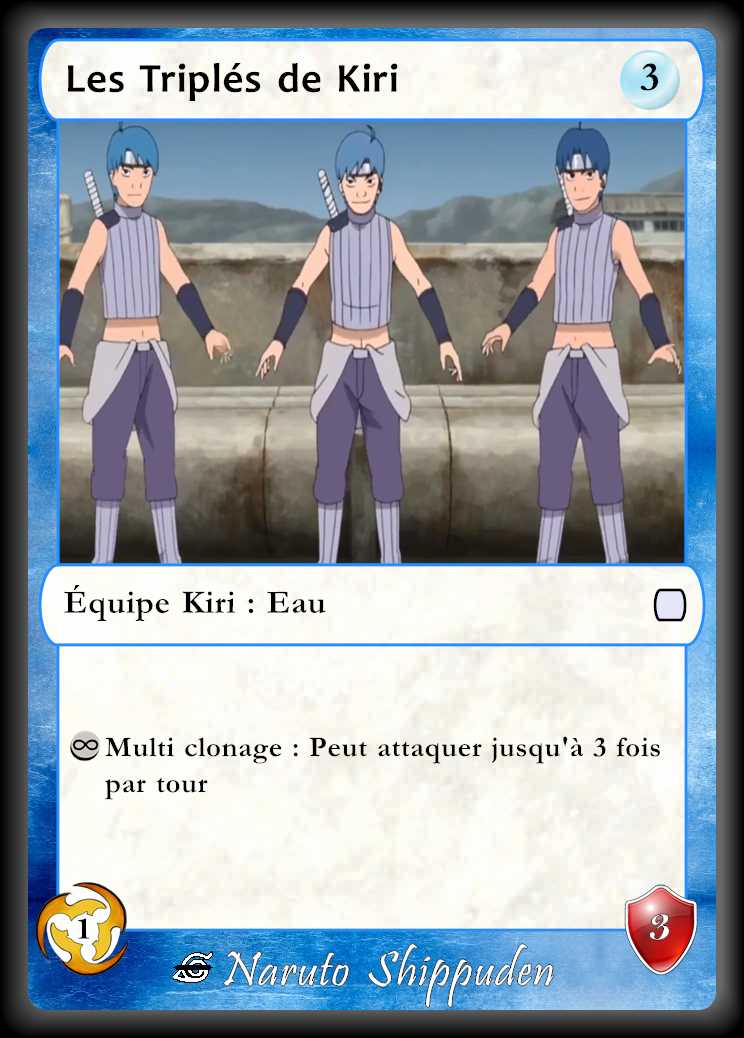 Les Triplés de Kiri
3
Équipe Kiri : Eau
Multi clonage : Peut attaquer jusqu'à 3 fois
par tour
1
3
Naruto Shippuden